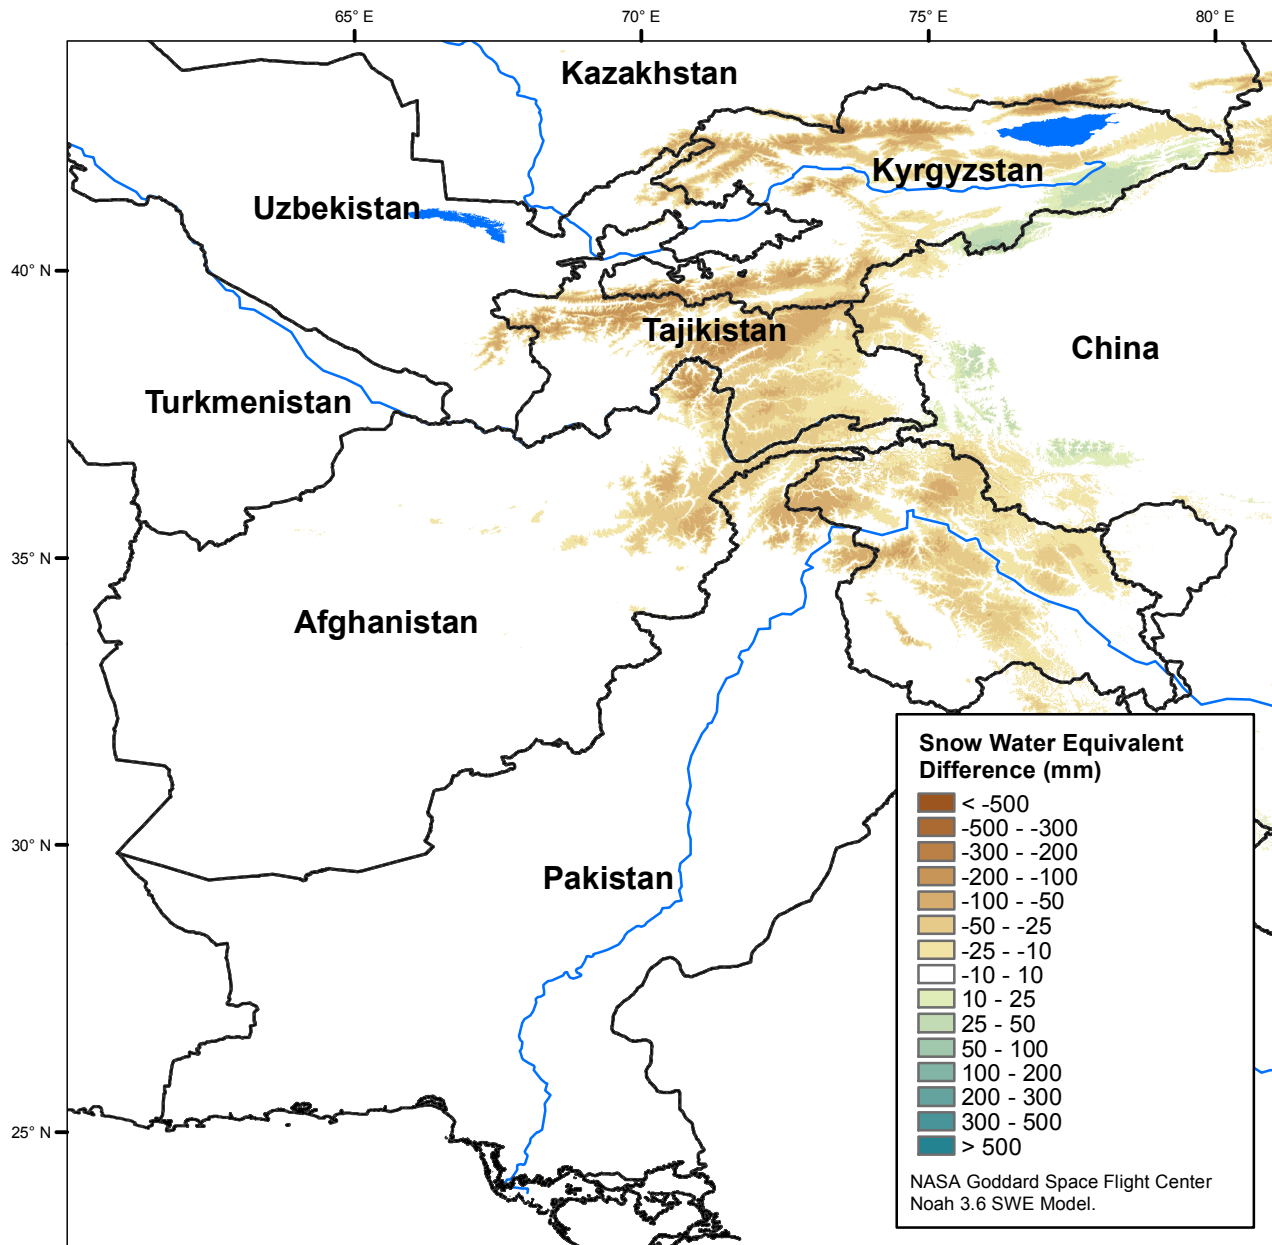 65° E
70° E
75° E
80° E
Kazakhstan
Kyrgyzstan
Uzbekistan
40° N
Tajikistan
China
Turkmenistan
35° N
Afghanistan
Snow Water Equivalent
Difference (mm)
< -500
-500 - -300
-300 - -200
-200 - -100
-100 - -50
-50 - -25
-25 - -10
-10 - 10
10 - 25
25 - 50
50 - 100
100 - 200
200 - 300
300 - 500
> 500
NASA Goddard Space Flight Center
Noah 3.6 SWE Model.
30° N
Pakistan
25° N